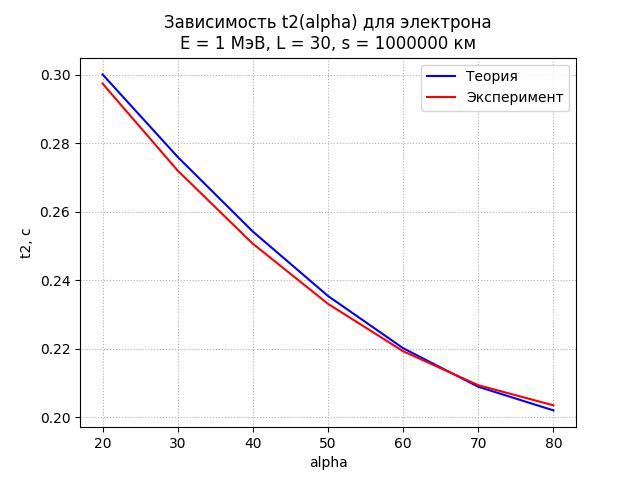 Зависимость t2(alpha) для электрона
E = 1 МэВ, L = 30, s = 1000000 км
Теория
Эксперимент
0.30
0.28
0.26
0.24
0.22
0.20
t2, c
20 30 40 50 60 70 80
alpha